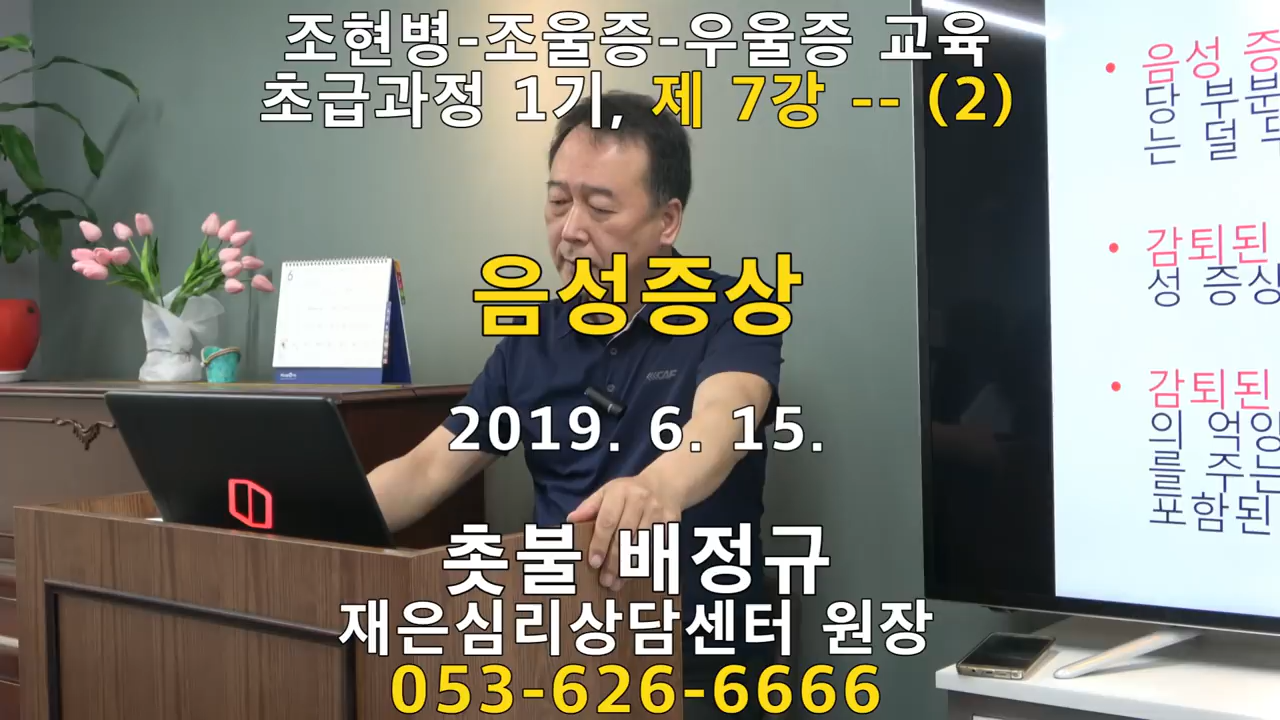 조현병-조울증-우울증 교육
초급과정 1기, 제 7강 -- (2)
음성증상
2019. 6. 15.
촛불 배정규
재은심리상담센터 원장
053-626-6666
• 음성 증
당 부분
는 덜 두
• 감퇴된
성 증상
• 감퇴된
의 억양
를 주는
포함된
6